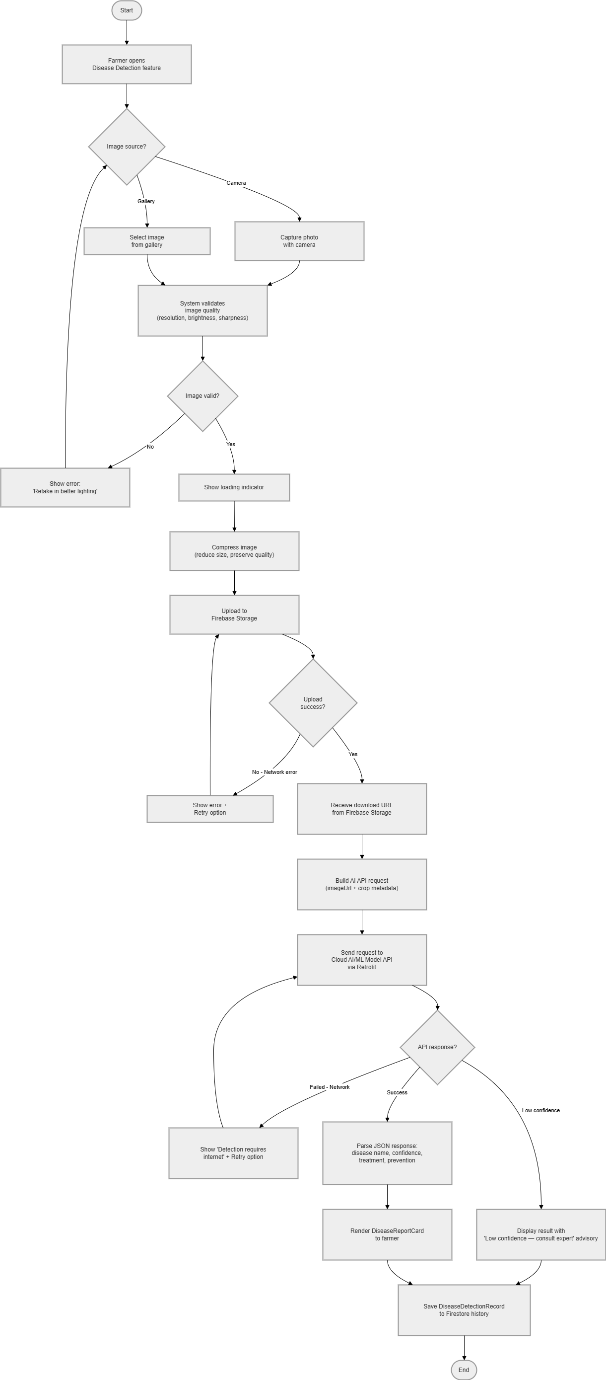 Start
Farmer opens
Disease Detection feature
Image source?
Camera
Gallery
Select image
from gallery
Capture photo
with camera
System validates
image quality
(resolution, brightness, sharpness)
Image valid?
No
Yes
Show error:
'Retake in better lighting'
Show loading indicator
Compress image
(reduce size, preserve quality)
Upload to
Firebase Storage
Upload
success?
Yes
No - Network error
Show error +
Retry option
Receive download URL
from Firebase Storage
Build AI API request
(imageUrl + crop metadata)
Send request to
Cloud AI/ML Model API
via Retrofit
API response?
Failed - Network
Success
Low confidence
Show 'Detection requires
internet' + Retry option
Parse JSON response:
disease name, confidence,
treatment, prevention
Render DiseaseReportCard
to farmer
Display result with
'Low confidence — consult expert' advisory
Save DiseaseDetectionRecord
to Firestore history
End